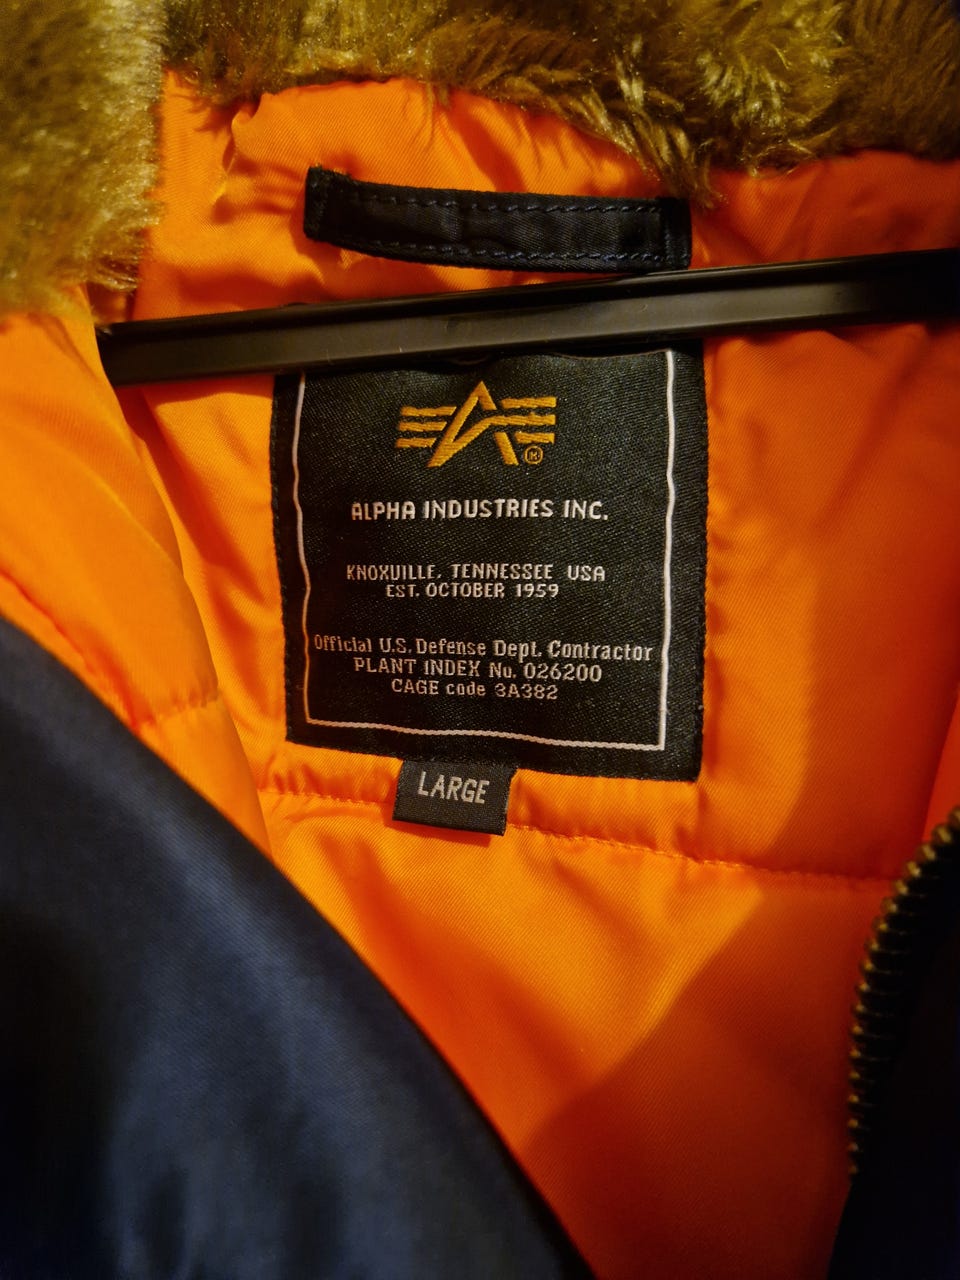 ALPHA INDUSTRIES INC.
KNOXVILLE, TENNESSEE USA
EST. OCTOBER 1959
Official U.S. Defense Dept. Contractor
PLANT INDEX No. 026200
CAGE code 3A382
LARGE